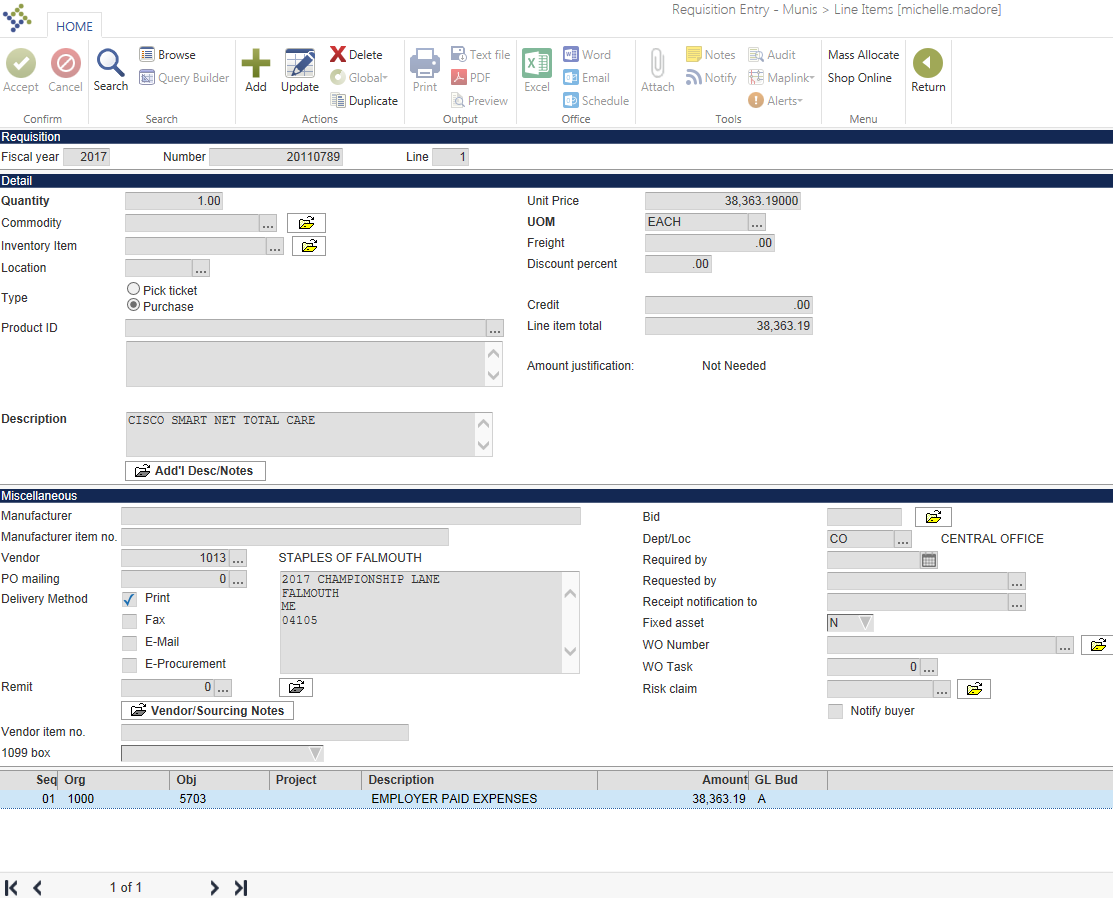 Requisition Entry - Munis > Line Items [michelle.madore]
HOME
Accept
Cancel
Confirm
Search
Browse
Query Builder
Search
Add
Update
Delete
Global
Duplicate
Actions
Print
Text file
PDF
Preview
Output
Excel
Word
Email
Schedule
Office
Attach
Notes
Notify
Audit
Maplink
Alerts
Tools
Mass Allocate
Shop Online
Menu
Return
Requisition
Fiscal year 2017 Number 20110789 Line 1
Detail
Quantity 1.00
Commodity ...
Inventory Item ...
Location ...
Type
Pick ticket
Purchase
Product ID ...
Description CISCO SMART NET TOTAL CARE
Add'l Desc/Notes
Unit Price 38,363.19000
UOM EACH ...
Freight .00
Discount percent .00
Credit .00
Line item total 38,363.19
Amount justification: Not Needed
Miscellaneous
Manufacturer
Manufacturer item no.
Vendor 1013 ... STAPLES OF FALMOUTH
PO mailing 0 ...
2017 CHAMPIONSHIP LANE
FALMOUTH
ME
04105
Delivery Method
Print
Fax
E-Mail
E-Procurement
Remit 0 ...
Vendor/Sourcing Notes
Vendor item no.
1099 box
Bid
Dept/Loc CO ... CENTRAL OFFICE
Required by
Requested by ...
Receipt notification to ...
Fixed asset N
WO Number ...
WO Task 0 ...
Risk claim ...
Notify buyer
Seq Org Obj Project Description Amount GL Bud
01 1000 5703 EMPLOYER PAID EXPENSES 38,363.19 A
1 of 1